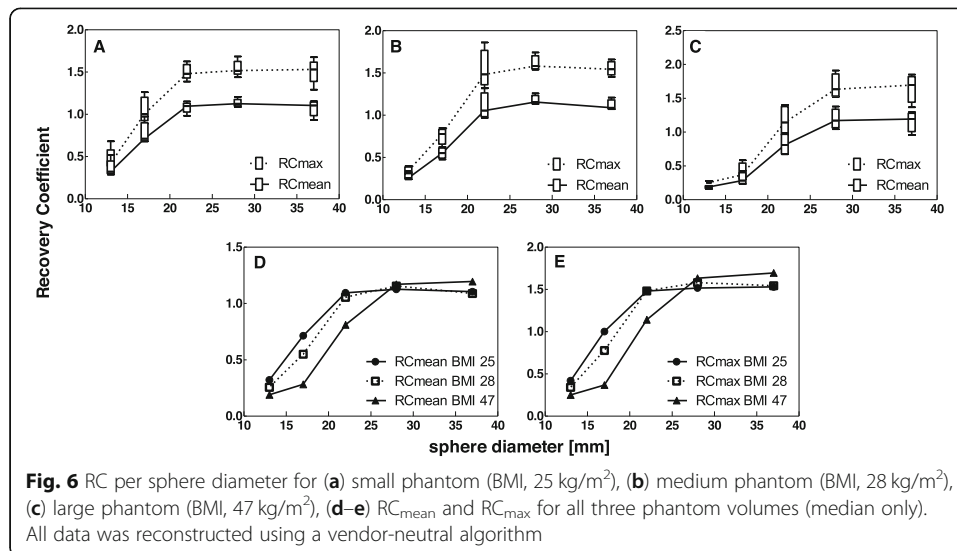 A
B
C
2.0
1.5
1.0
0.5
0.0
10 15 20 25 30 35 40
RCmax
RCmean
2.0
1.5
1.0
0.5
0.0
10 15 20 25 30 35 40
RCmax
RCmean
2.5
2.0
1.5
1.0
0.5
0.0
10 15 20 25 30 35 40
RCmax
RCmean
Recovery Coefficient
D
1.5
1.0
0.5
0.0
10 15 20 25 30 35 40
RCmean BMI 25
RCmean BMI 28
RCmean BMI 47
E
2.0
1.5
1.0
0.5
0.0
10 15 20 25 30 35 40
RCmax BMI 25
RCmax BMI 28
RCmax BMI 47
sphere diameter [mm]
Fig. 6 RC per sphere diameter for (a) small phantom (BMI, 25 kg/m²), (b) medium phantom (BMI, 28 kg/m²),
(c) large phantom (BMI, 47 kg/m²), (d–e) RCmean and RCmax for all three phantom volumes (median only).
All data was reconstructed using a vendor-neutral algorithm